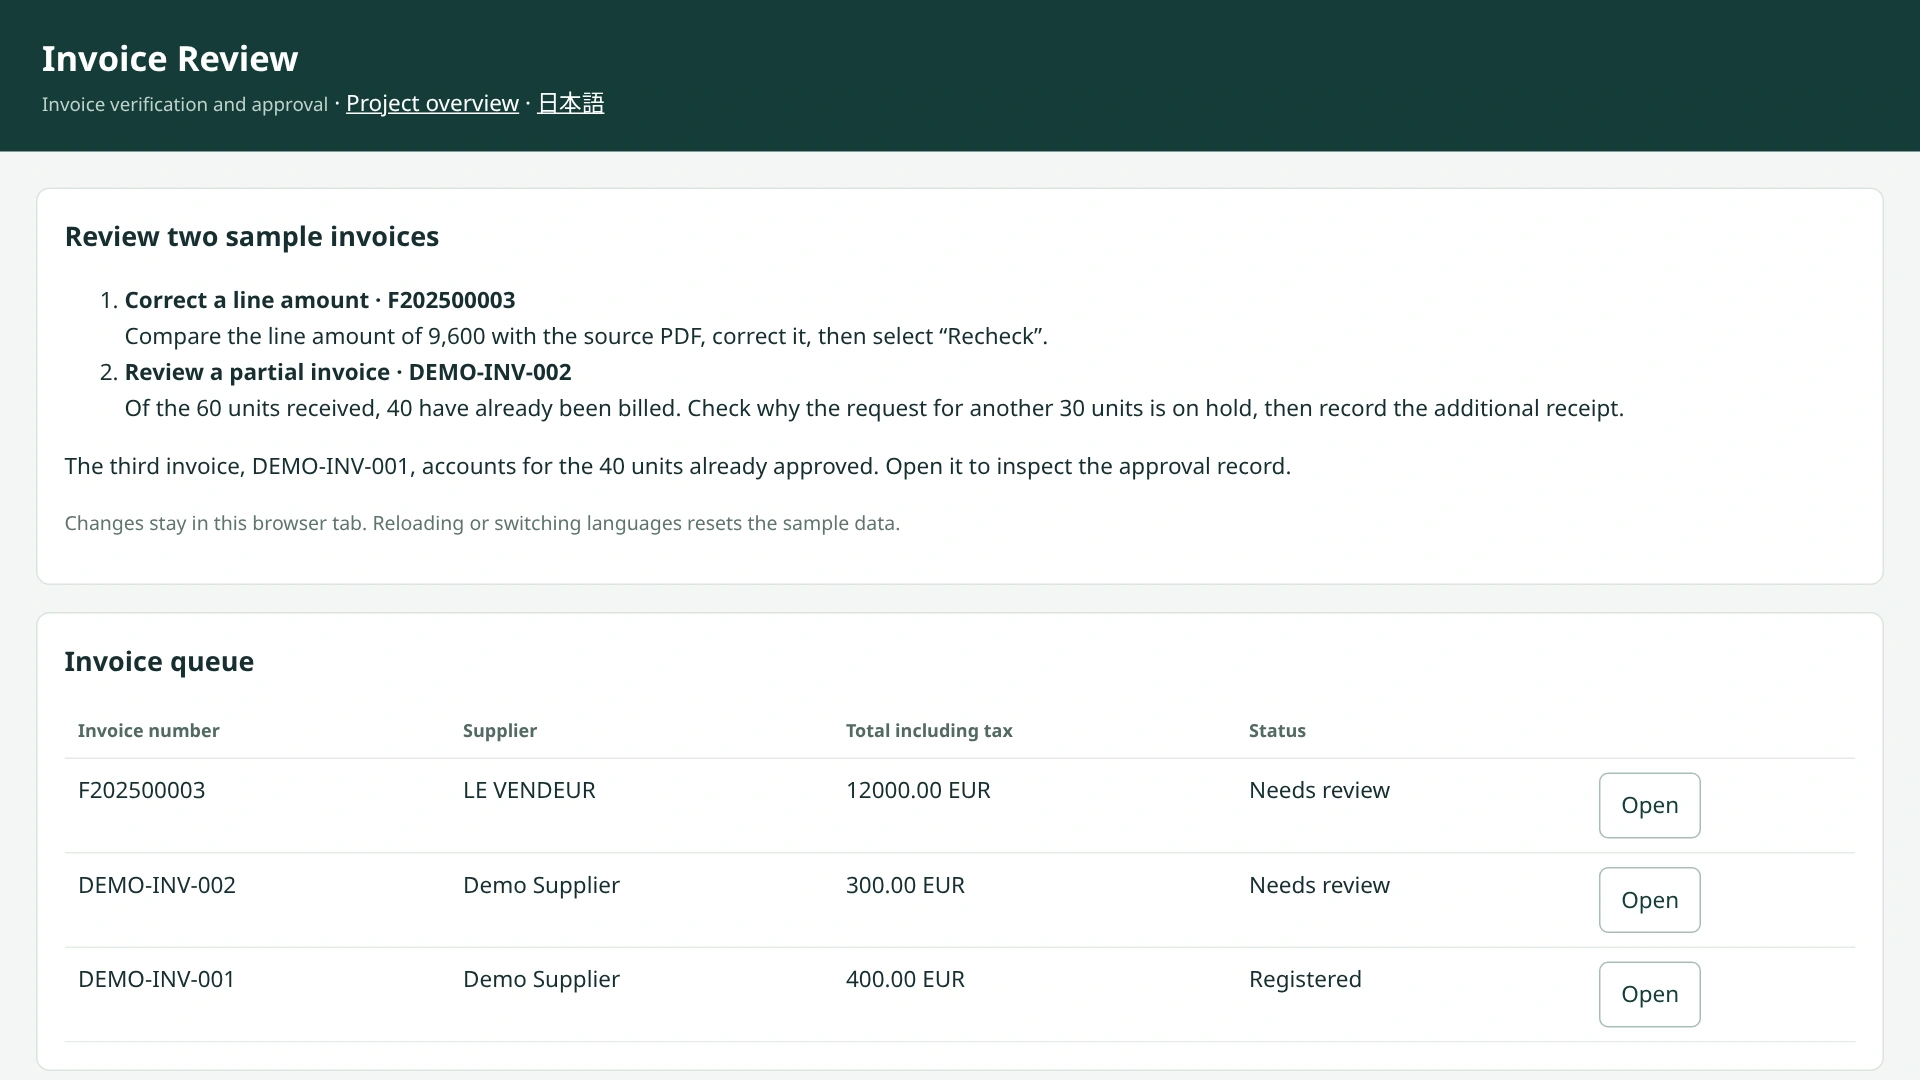 Invoice Review
Invoice verification and approval · Project overview · 日本語
Review two sample invoices
1. Correct a line amount · F202500003
Compare the line amount of 9,600 with the source PDF, correct it, then select “Recheck”.
2. Review a partial invoice · DEMO-INV-002
Of the 60 units received, 40 have already been billed. Check why the request for another 30 units is on hold, then record the additional receipt.
The third invoice, DEMO-INV-001, accounts for the 40 units already approved. Open it to inspect the approval record.
Changes stay in this browser tab. Reloading or switching languages resets the sample data.
Invoice queue
Invoice number Supplier Total including tax Status
F202500003 LE VENDEUR 12000.00 EUR Needs review Open
DEMO-INV-002 Demo Supplier 300.00 EUR Needs review Open
DEMO-INV-001 Demo Supplier 400.00 EUR Registered Open